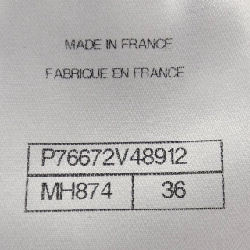 MADE IN FRANCE
FABRIQUE EN FRANCE
P76672V48912
MH874 36